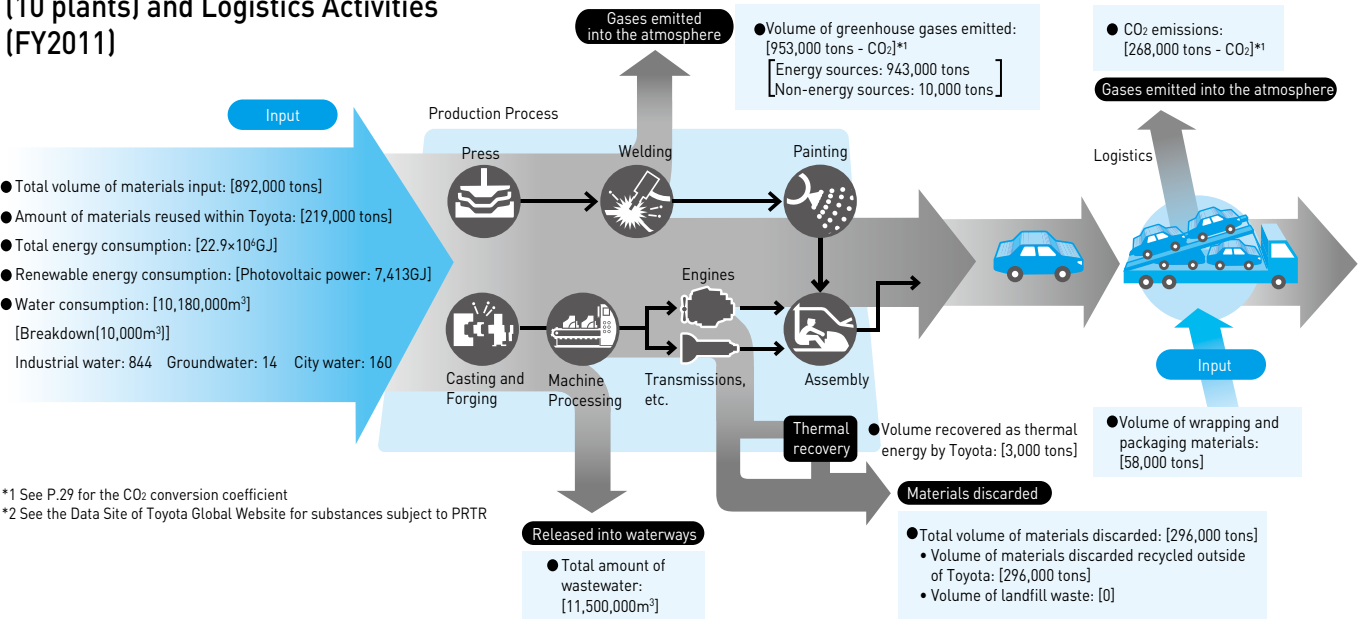 (10 plants) and Logistics Activities
(FY2011)
Input
● Total volume of materials input: [892,000 tons]
● Amount of materials reused within Toyota: [219,000 tons]
● Total energy consumption: [22.9×10⁶GJ]
● Renewable energy consumption: [Photovoltaic power: 7,413GJ]
● Water consumption: [10,180,000m³]
[Breakdown(10,000m³)]
Industrial water: 844 Groundwater: 14 City water: 160
Production Process
Press
Welding
Painting
Casting and
Forging
Machine
Processing
Engines
Transmissions,
etc.
Assembly
Gases emitted
into the atmosphere
● Volume of greenhouse gases emitted:
[953,000 tons - CO₂]*1
[Energy sources: 943,000 tons
Non-energy sources: 10,000 tons]
● CO₂ emissions:
[268,000 tons - CO₂]*1
Gases emitted into the atmosphere
Logistics
Input
● Volume of wrapping and
packaging materials:
[58,000 tons]
Thermal
recovery
● Volume recovered as thermal
energy by Toyota: [3,000 tons]
Materials discarded
● Total volume of materials discarded: [296,000 tons]
• Volume of materials discarded recycled outside
of Toyota: [296,000 tons]
• Volume of landfill waste: [0]
Released into waterways
● Total amount of
wastewater:
[11,500,000m³]
*1 See P.29 for the CO₂ conversion coefficient
*2 See the Data Site of Toyota Global Website for substances subject to PRTR